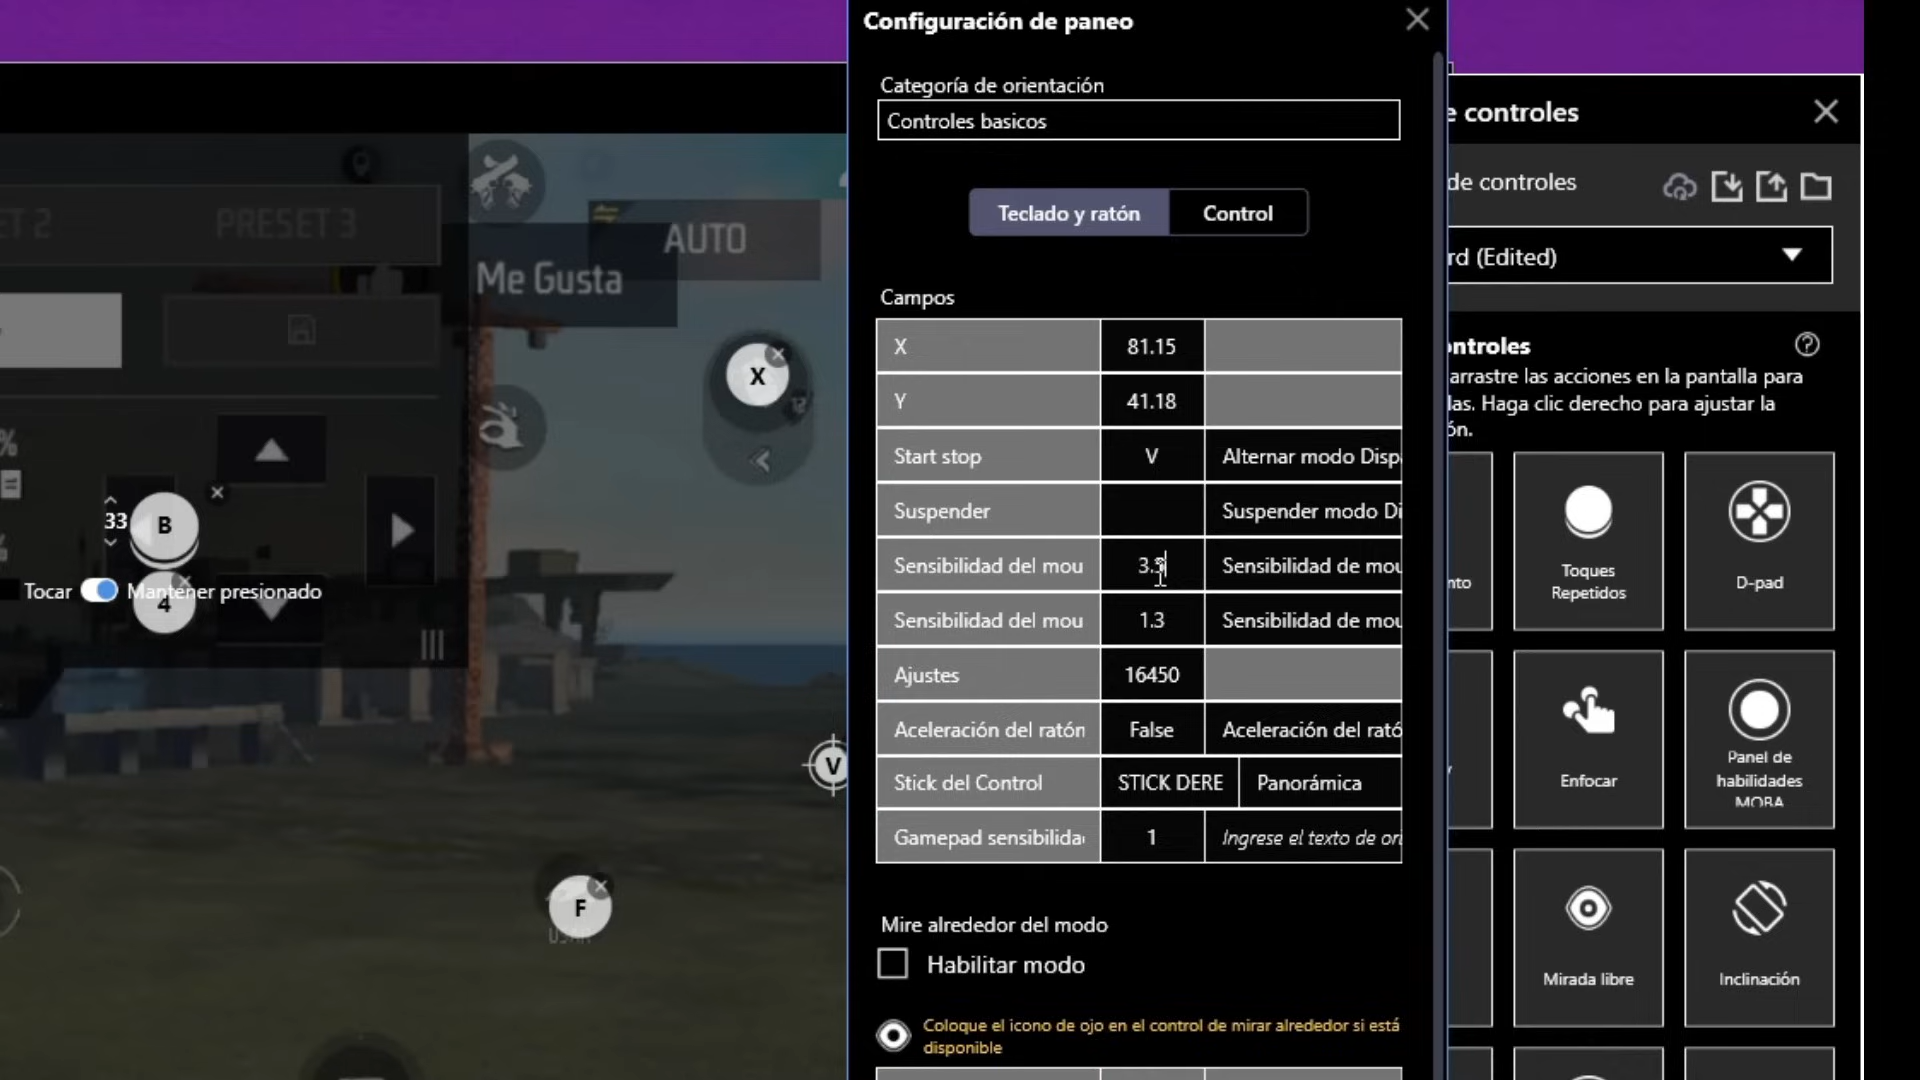 Configuración de paneo
Categoría de orientación
Controles basicos
Teclado y ratón
Control
Campos
X 81.15
Y 41.18
Start stop V Alternar modo Disp
Suspender Suspender modo Di
Sensibilidad del mou Sensibilidad de mou
Sensibilidad del mou 1.3 Sensibilidad de mou
Ajustes 16450
Aceleración del ratón False Aceleración del rató
Stick del Control STICK DERE Panorámica
Gamepad sensibilida 1 Ingrese el texto de ori
Mire alrededor del modo
Habilitar modo
Coloque el icono de ojo en el control de mirar alrededor si está
disponible
ET 2
PRESET 3
AUTO
Me Gusta
X
%
33
B
Tocar
Mantener presionado
4
V
F
e controles
de controles
rd (Edited)
ontroles
arrastre las acciones en la pantalla para
las. Haga clic derecho para ajustar la
ón.
nto
Toques
Repetidos
D-pad
Enfocar
Panel de
habilidades
MOBA
Mirada libre
Inclinación